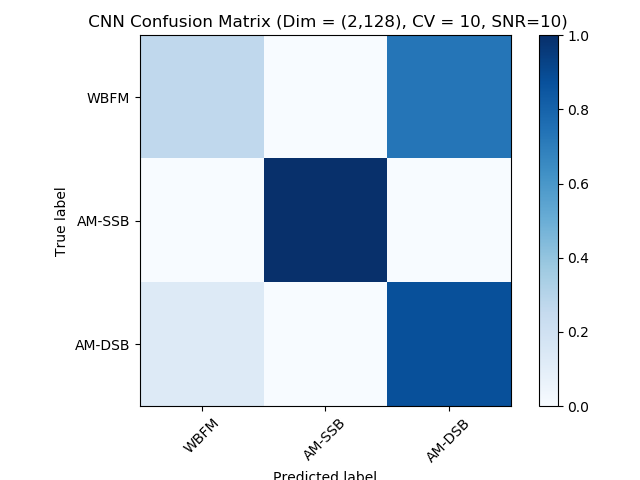 CNN Confusion Matrix (Dim = (2,128), CV = 10, SNR=10)
WBFM
AM-SSB
AM-DSB
True label
WBFM
AM-SSB
AM-DSB
Predicted label
1.0
0.8
0.6
0.4
0.2
0.0